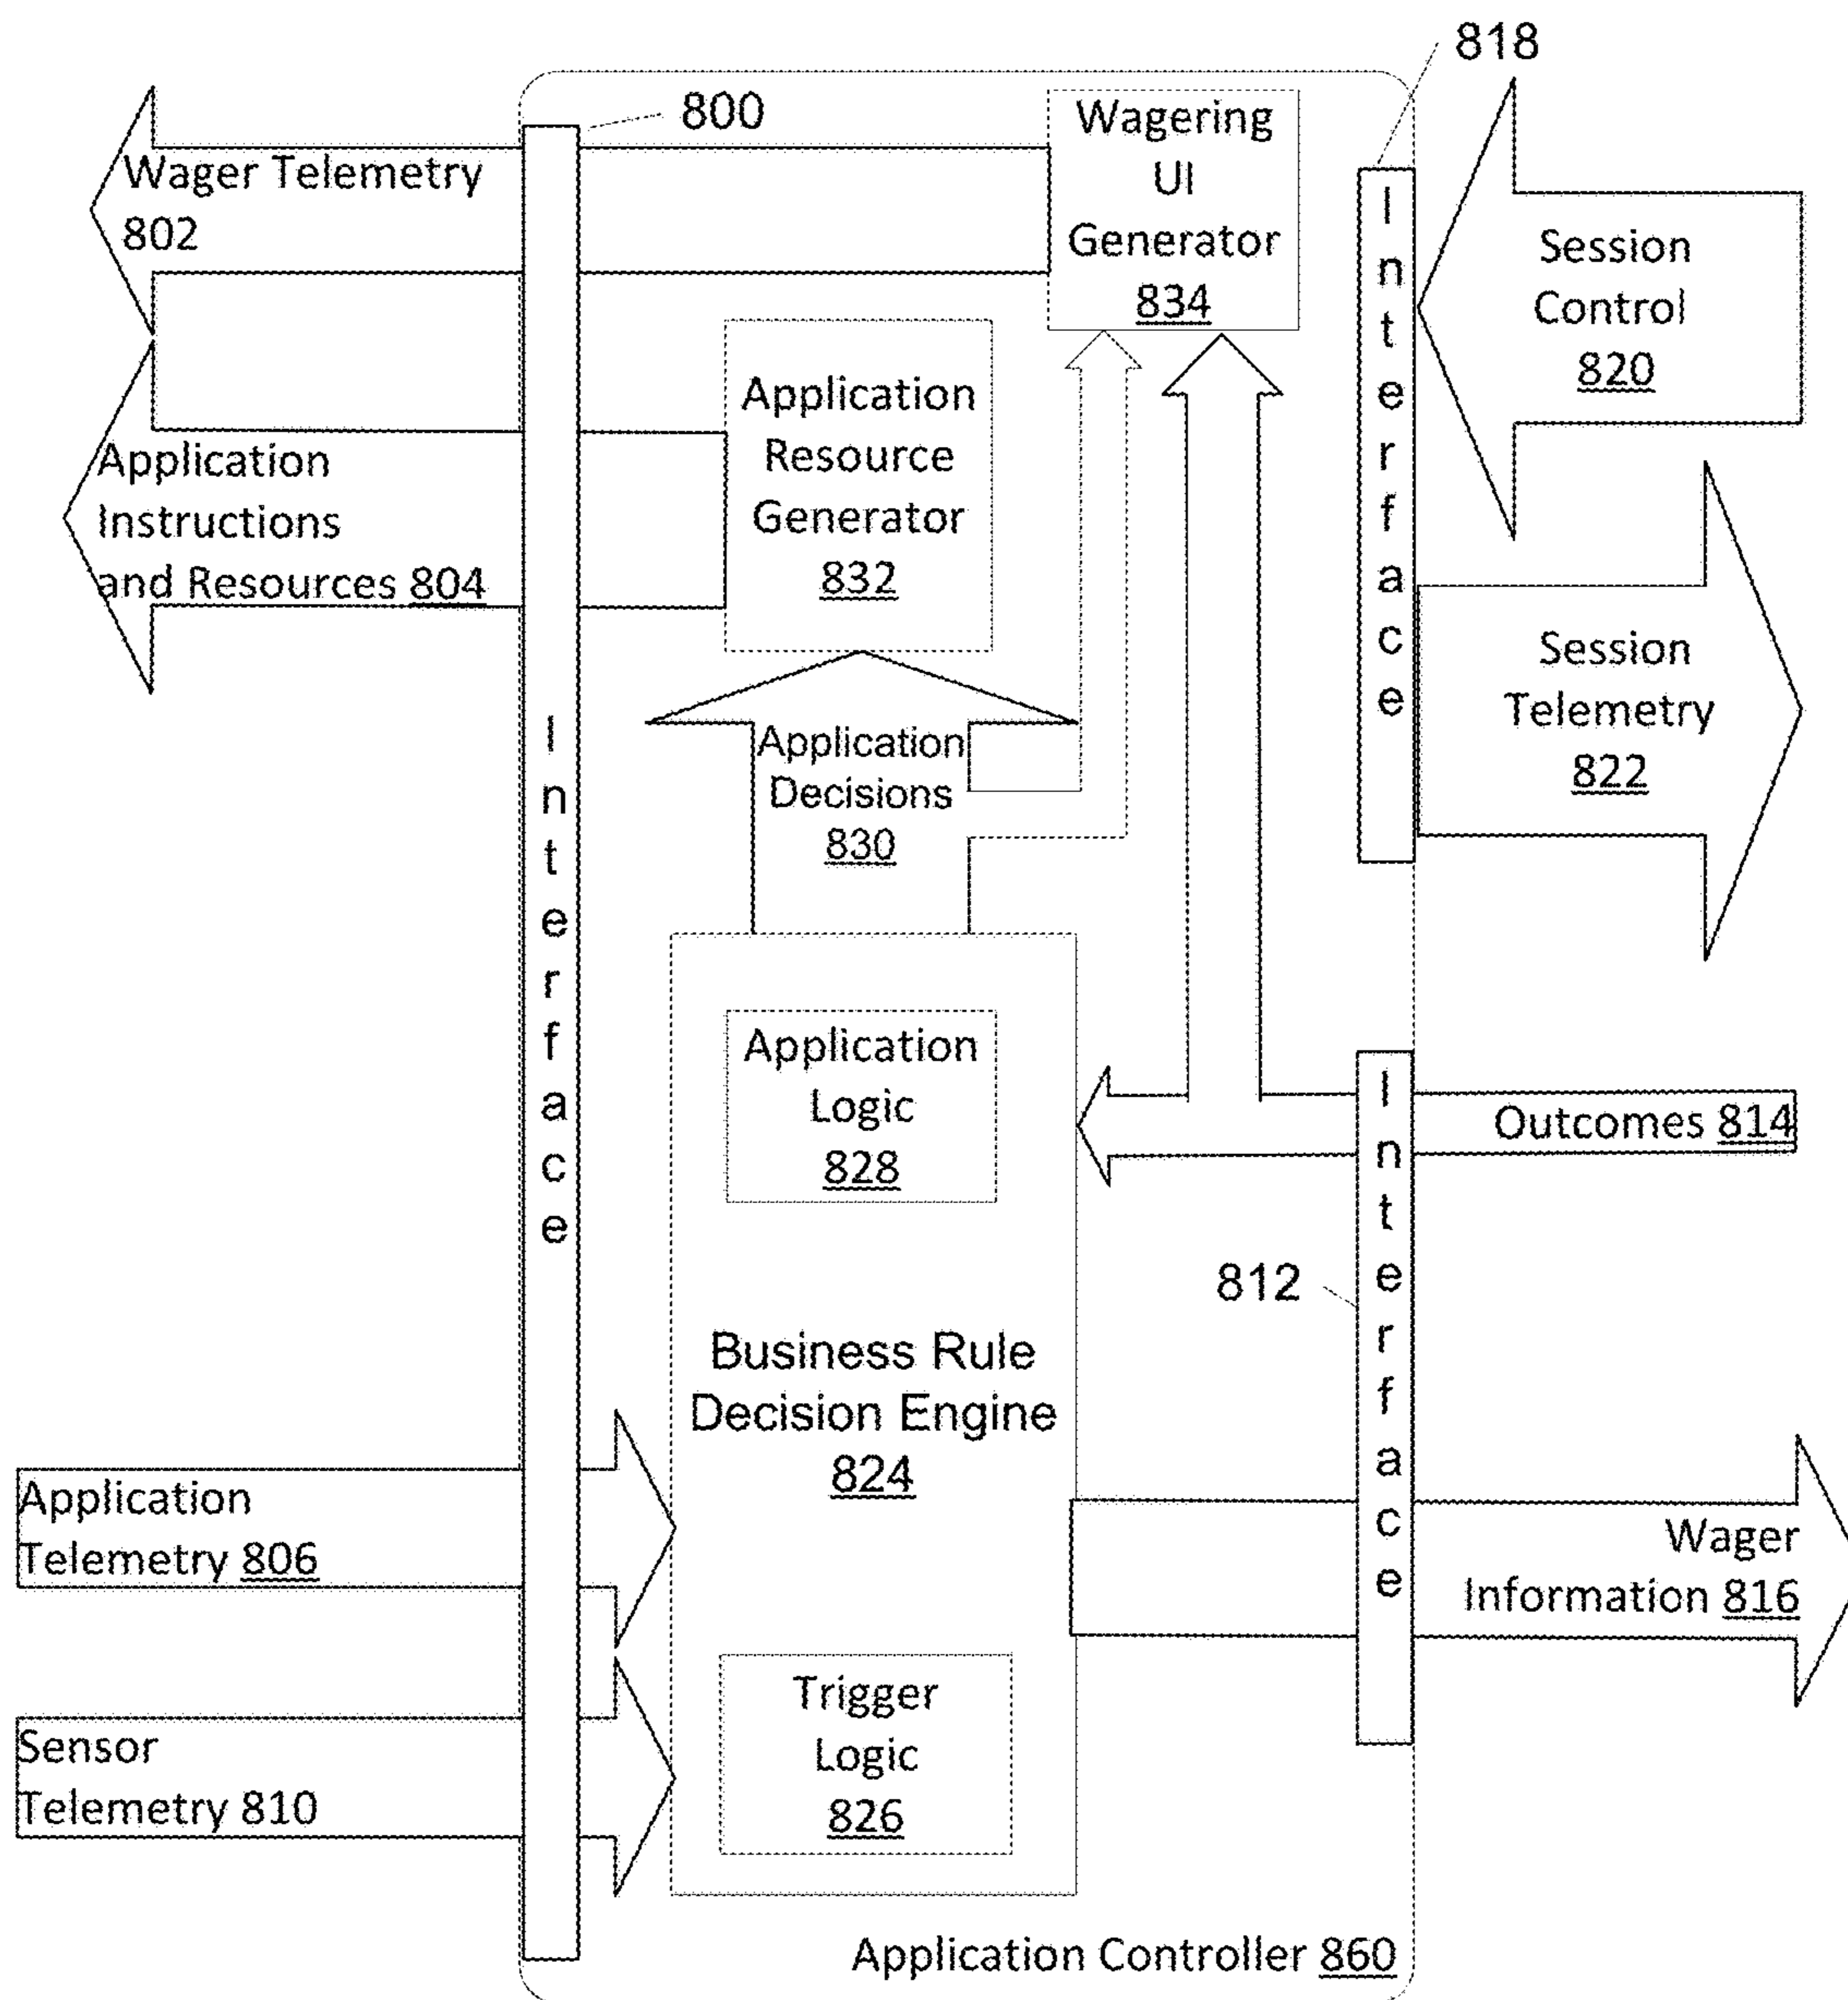 818
800
Wagering
UI
Generator
834
Wager Telemetry
802
Interface
Session
Control
820
Application
Resource
Generator
832
Application
Instructions
and Resources 804
Session
Telemetry
822
Interface
Application
Decisions
830
Application
Logic
828
Interface
Outcomes 814
812
Business Rule
Decision Engine
824
Application
Telemetry 806
Wager
Information 816
Trigger
Logic
826
Sensor
Telemetry 810
Application Controller 860